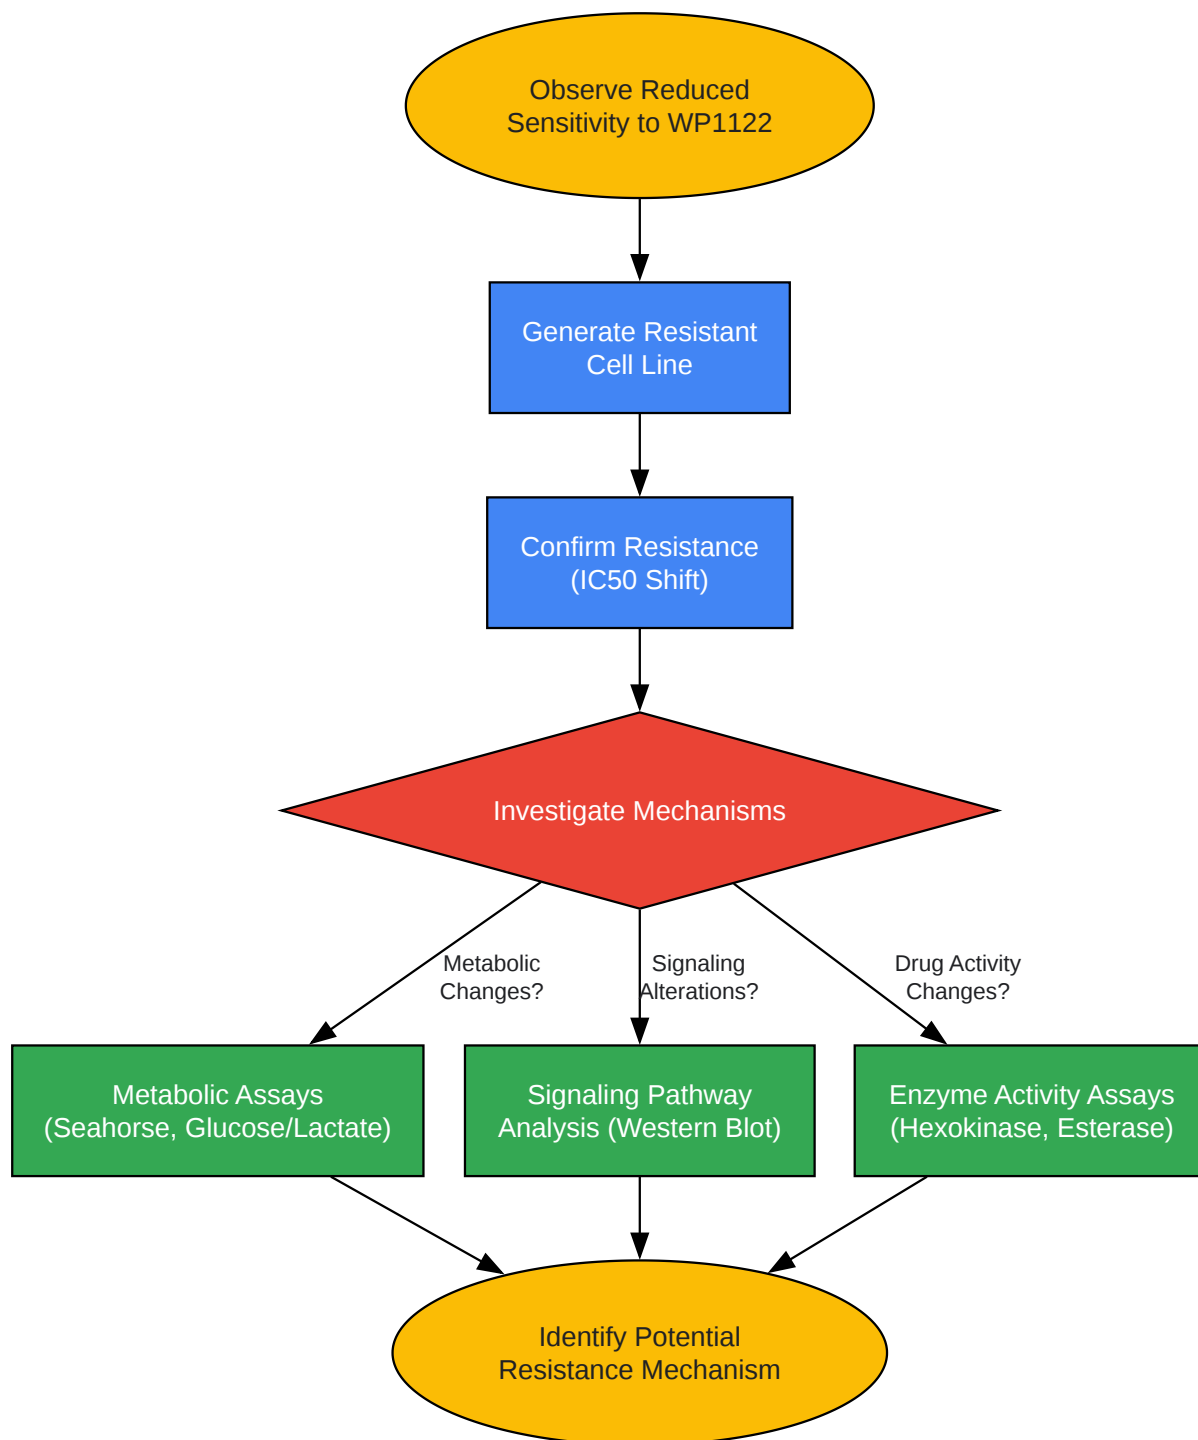 Observe Reduced
Sensitivity to WP1122
Generate Resistant
Cell Line
Confirm Resistance
(IC50 Shift)
Investigate Mechanisms
Metabolic
Changes?
Signaling
Alterations?
Drug Activity
Changes?
Metabolic Assays
(Seahorse, Glucose/Lactate)
Signaling Pathway
Analysis (Western Blot)
Enzyme Activity Assays
(Hexokinase, Esterase)
Identify Potential
Resistance Mechanism